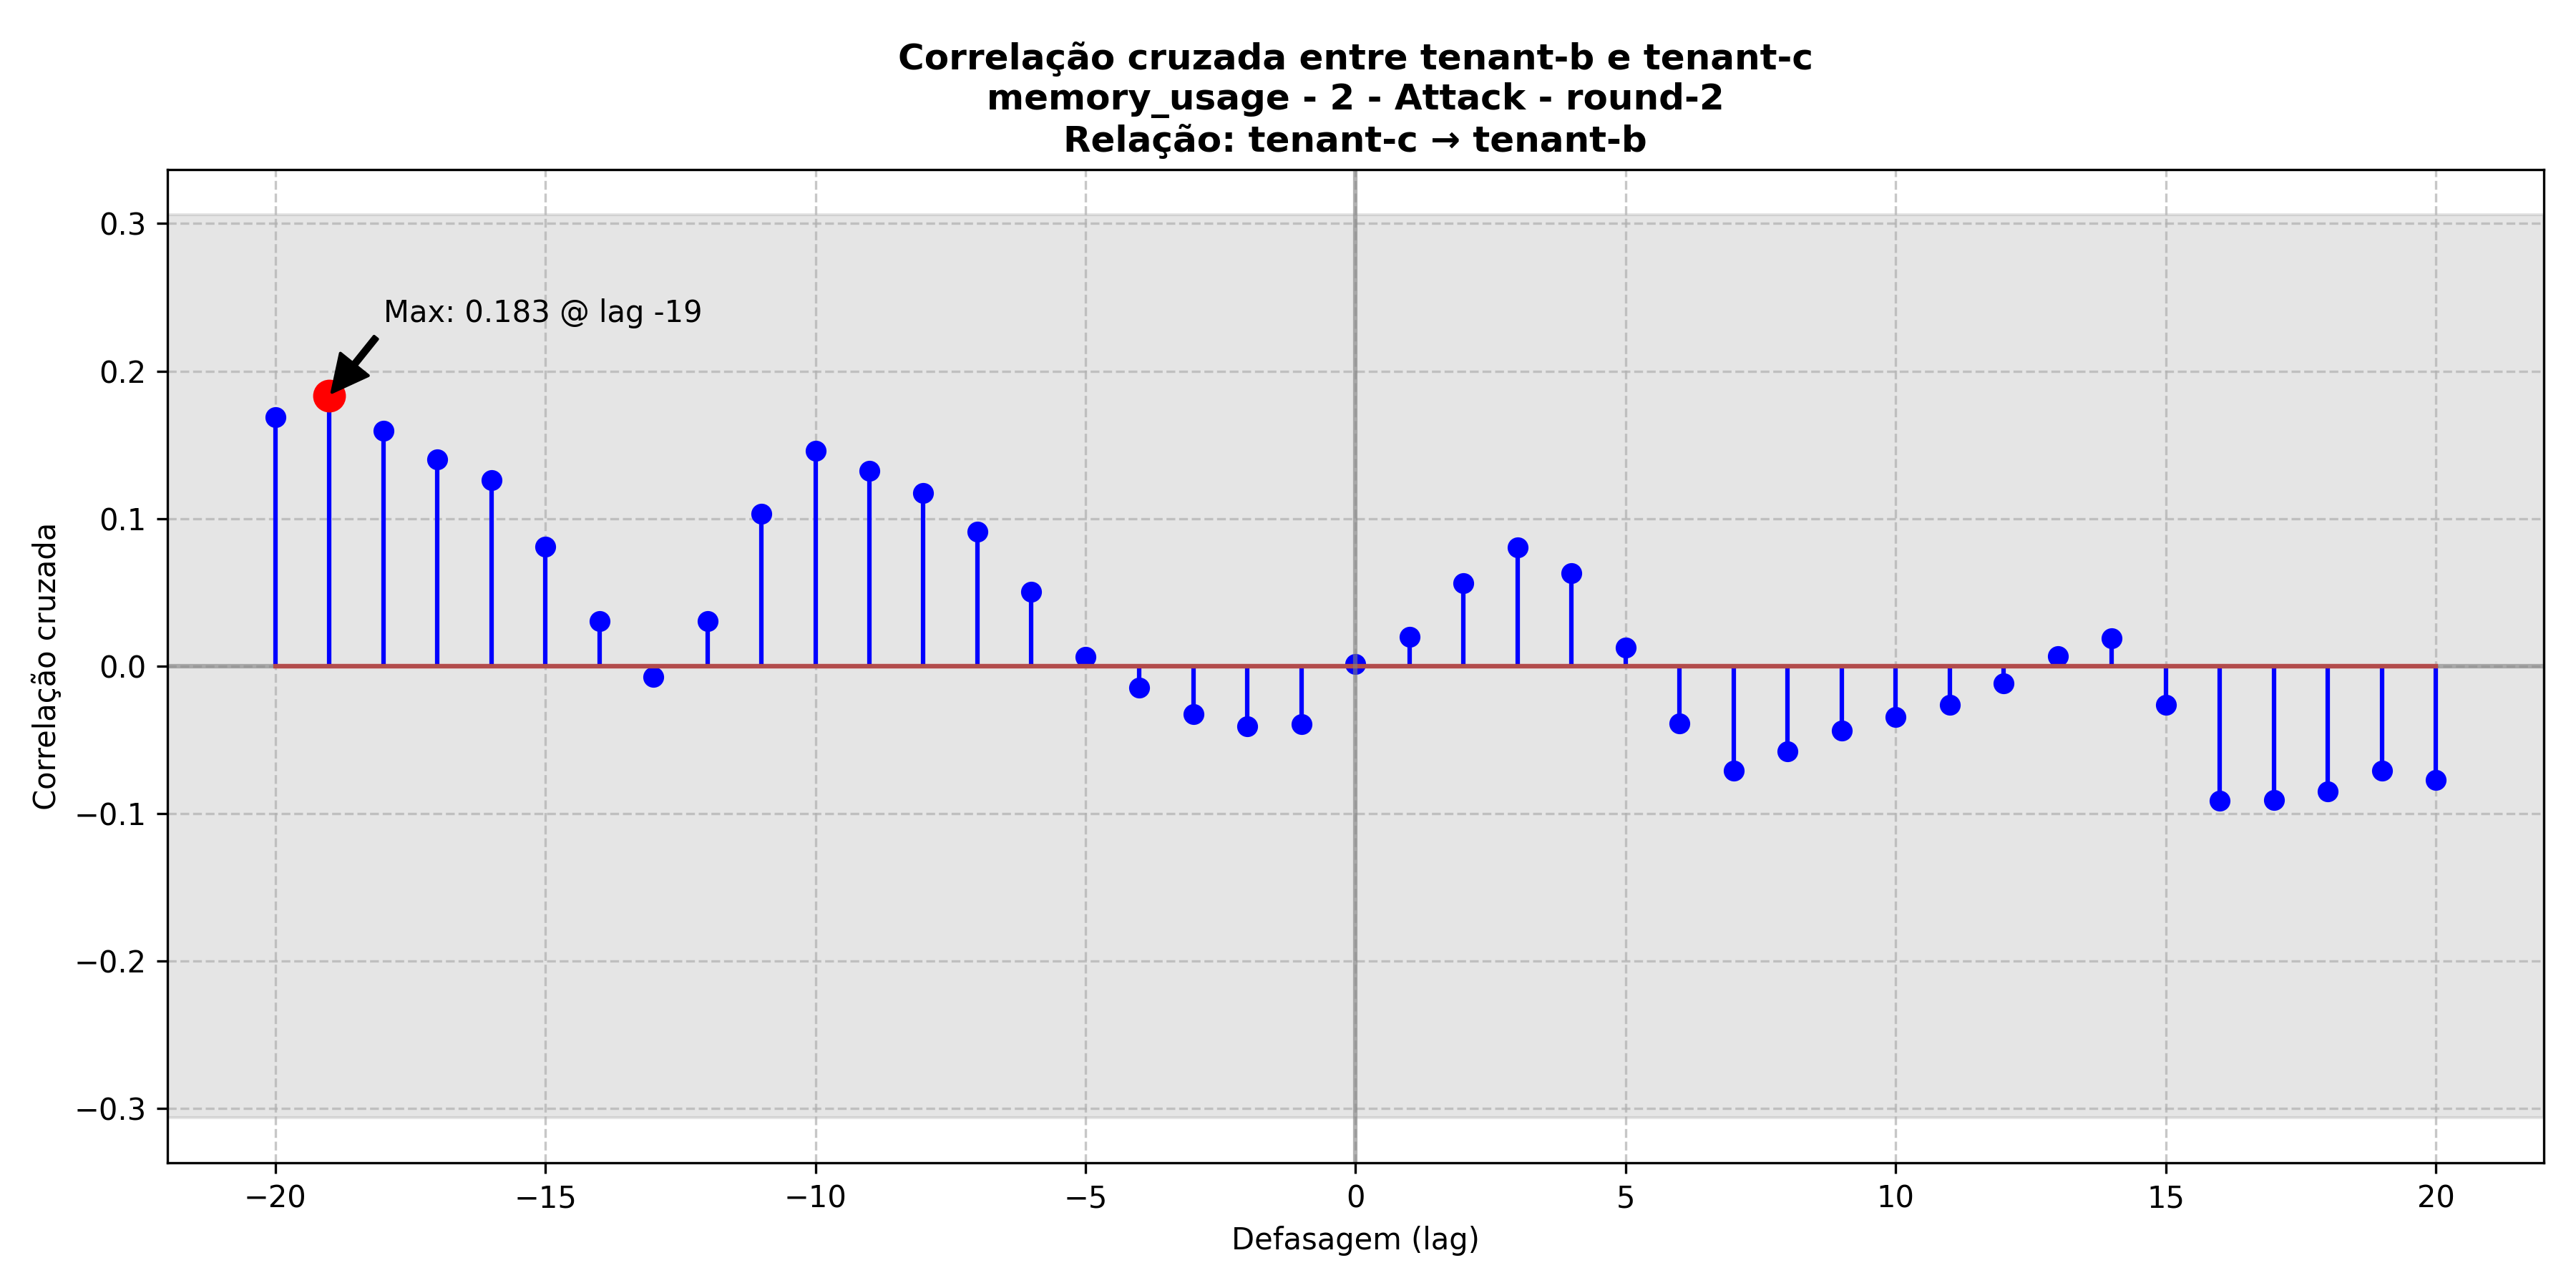 Correlação cruzada entre tenant-b e tenant-c
memory_usage - 2 - Attack - round-2
Relação: tenant-c → tenant-b
Correlação cruzada
0.3
0.2
0.1
0.0
−0.1
−0.2
−0.3
Max: 0.183 @ lag -19
−20
−15
−10
−5
0
5
10
15
20
Defasagem (lag)